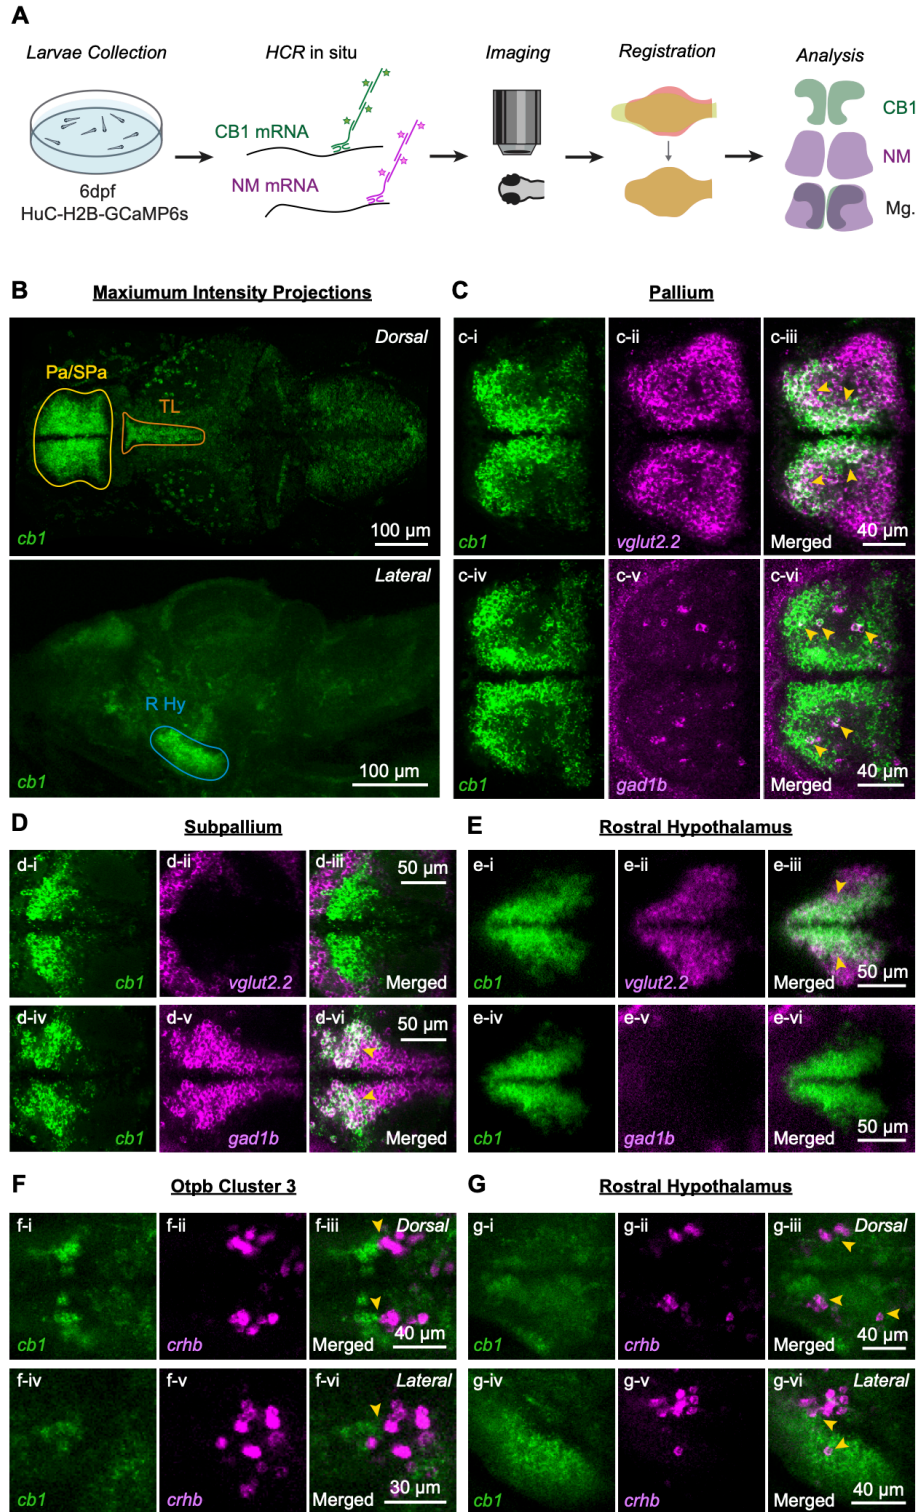 A
Larvae Collection
HCR in situ
Imaging
Registration
Analysis
CB1 mRNA
NM mRNA
6dpf
HuC-H2B-GCaMP6s
CB1
NM
Mg.
B
Maxiumum Intensity Projections
Dorsal
Pa/SPa
TL
100 µm
cb1
Lateral
R Hy
100 µm
cb1
C
Pallium
c-i
c-ii
c-iii
cb1
vglut2.2
Merged
40 µm
c-iv
c-v
c-vi
cb1
gad1b
Merged
40 µm
D
Subpallium
d-i
d-ii
d-iii
50 µm
cb1
vglut2.2
Merged
d-iv
d-v
d-vi
50 µm
cb1
gad1b
Merged
E
Rostral Hypothalamus
e-i
e-ii
e-iii
cb1
vglut2.2
Merged
50 µm
e-iv
e-v
e-vi
cb1
gad1b
Merged
50 µm
F
Otpb Cluster 3
f-i
f-ii
f-iii
Dorsal
cb1
crhb
Merged
40 µm
f-iv
f-v
f-vi
Lateral
cb1
crhb
Merged
30 µm
G
Rostral Hypothalamus
g-i
g-ii
g-iii
Dorsal
cb1
crhb
Merged
40 µm
g-iv
g-v
g-vi
Lateral
cb1
crhb
Merged
40 µm